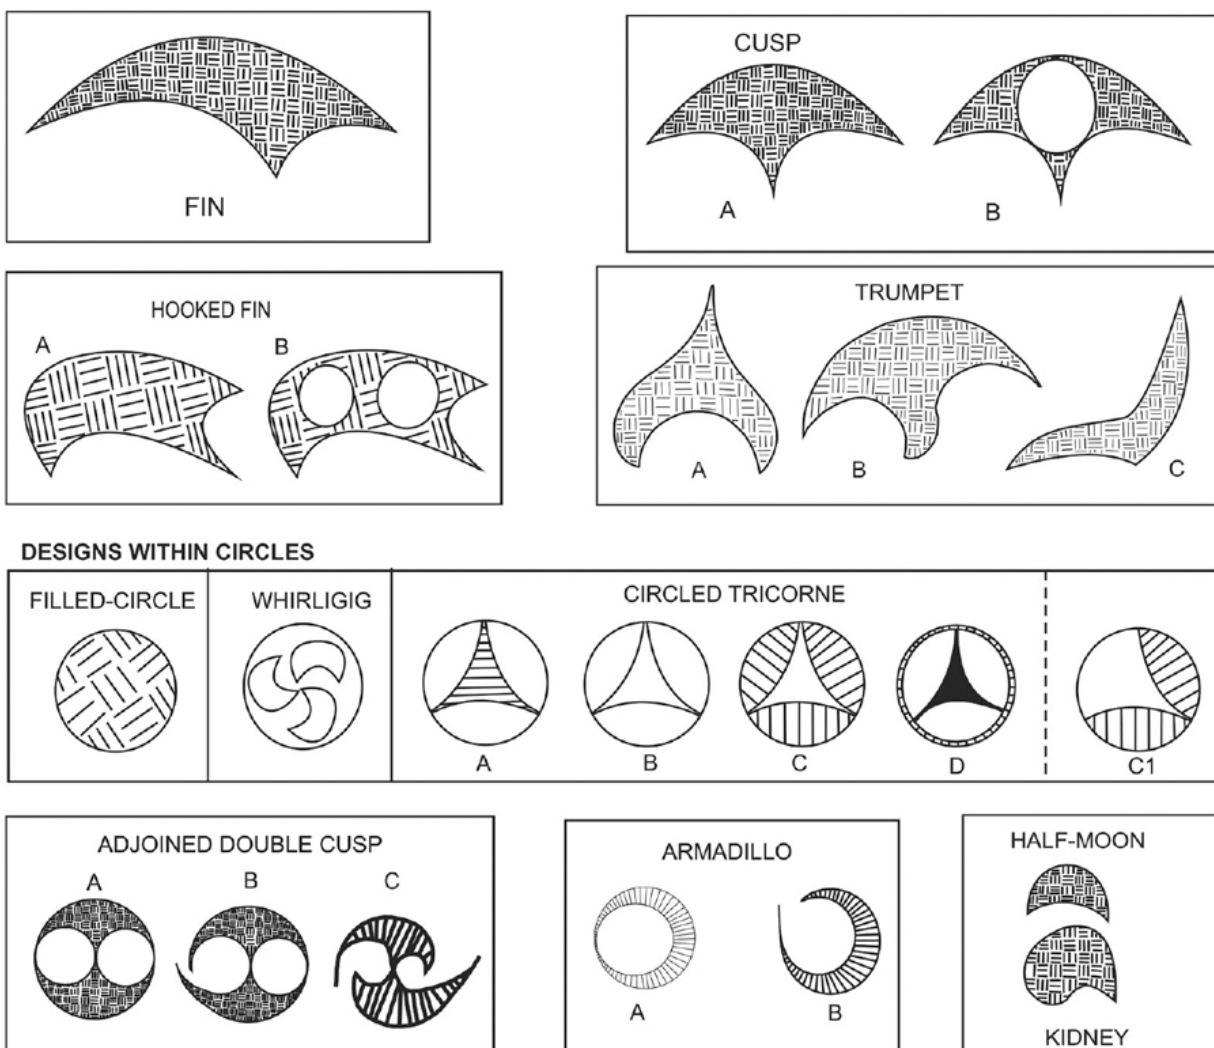 FIN
CUSP
A
B
HOOKED FIN
A
B
TRUMPET
A
B
C
DESIGNS WITHIN CIRCLES
FILLED-CIRCLE
WHIRLIGIG
CIRCLED TRICORNE
A
B
C
D
C1
ADJOINED DOUBLE CUSP
A
B
C
ARMADILLO
A
B
HALF-MOON
KIDNEY